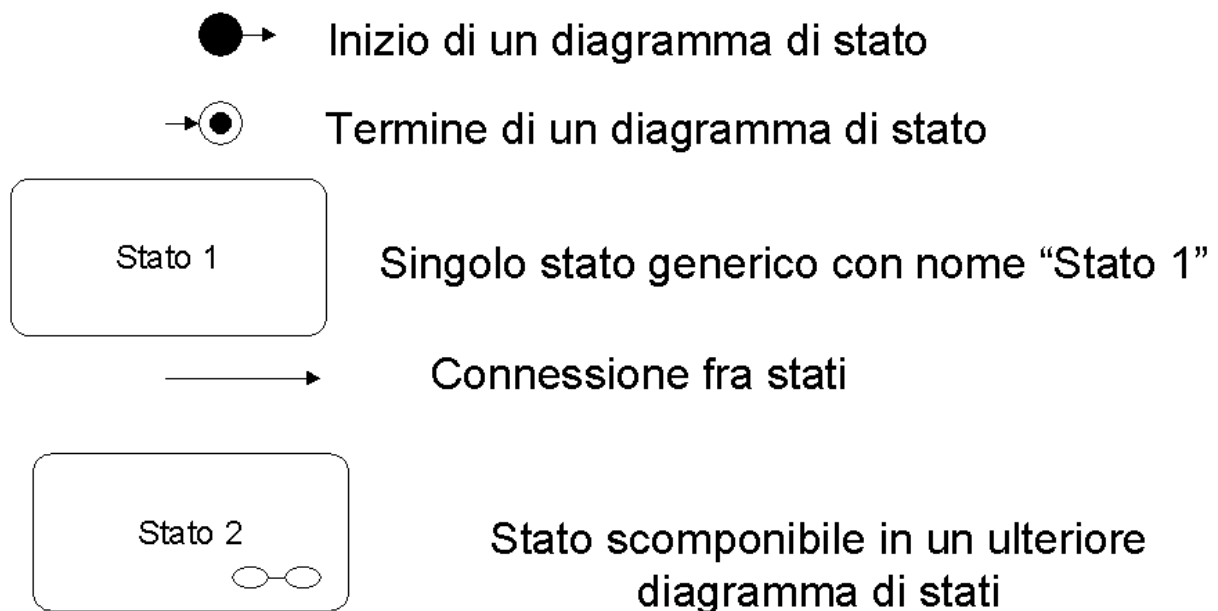 Inizio di un diagramma di stato
Termine di un diagramma di stato
Stato 1
Singolo stato generico con nome “Stato 1”
Connessione fra stati
Stato 2
Stato scomponibile in un ulteriore
diagramma di stati